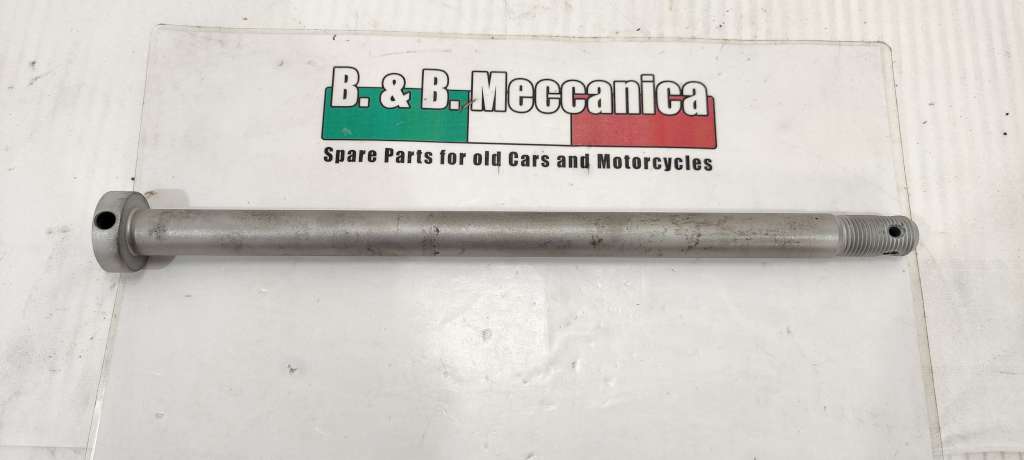 B. & B. Meccanica
Spare Parts for old Cars and Motorcycles